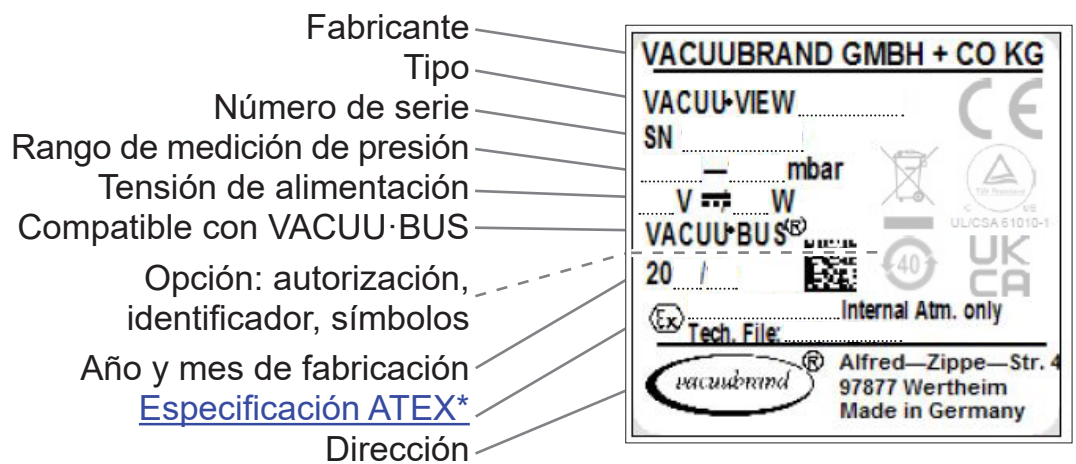 Fabricante
Tipo
Número de serie
Rango de medición de presión
Tensión de alimentación
Compatible con VACUU·BUS
Opción: autorización,
identificador, símbolos
Año y mes de fabricación
Especificación ATEX*
Dirección
VACUUBRAND GMBH + CO KG
VACUU•VIEW
CE
SN
— mbar
V W
VACUU•BUS®
UL/CSA 61010-1
20 /
40
UK
CA
Ex Internal Atm. only
Tech. File:
vacuubrand ®
Alfred—Zippe—Str. 4
97877 Wertheim
Made in Germany